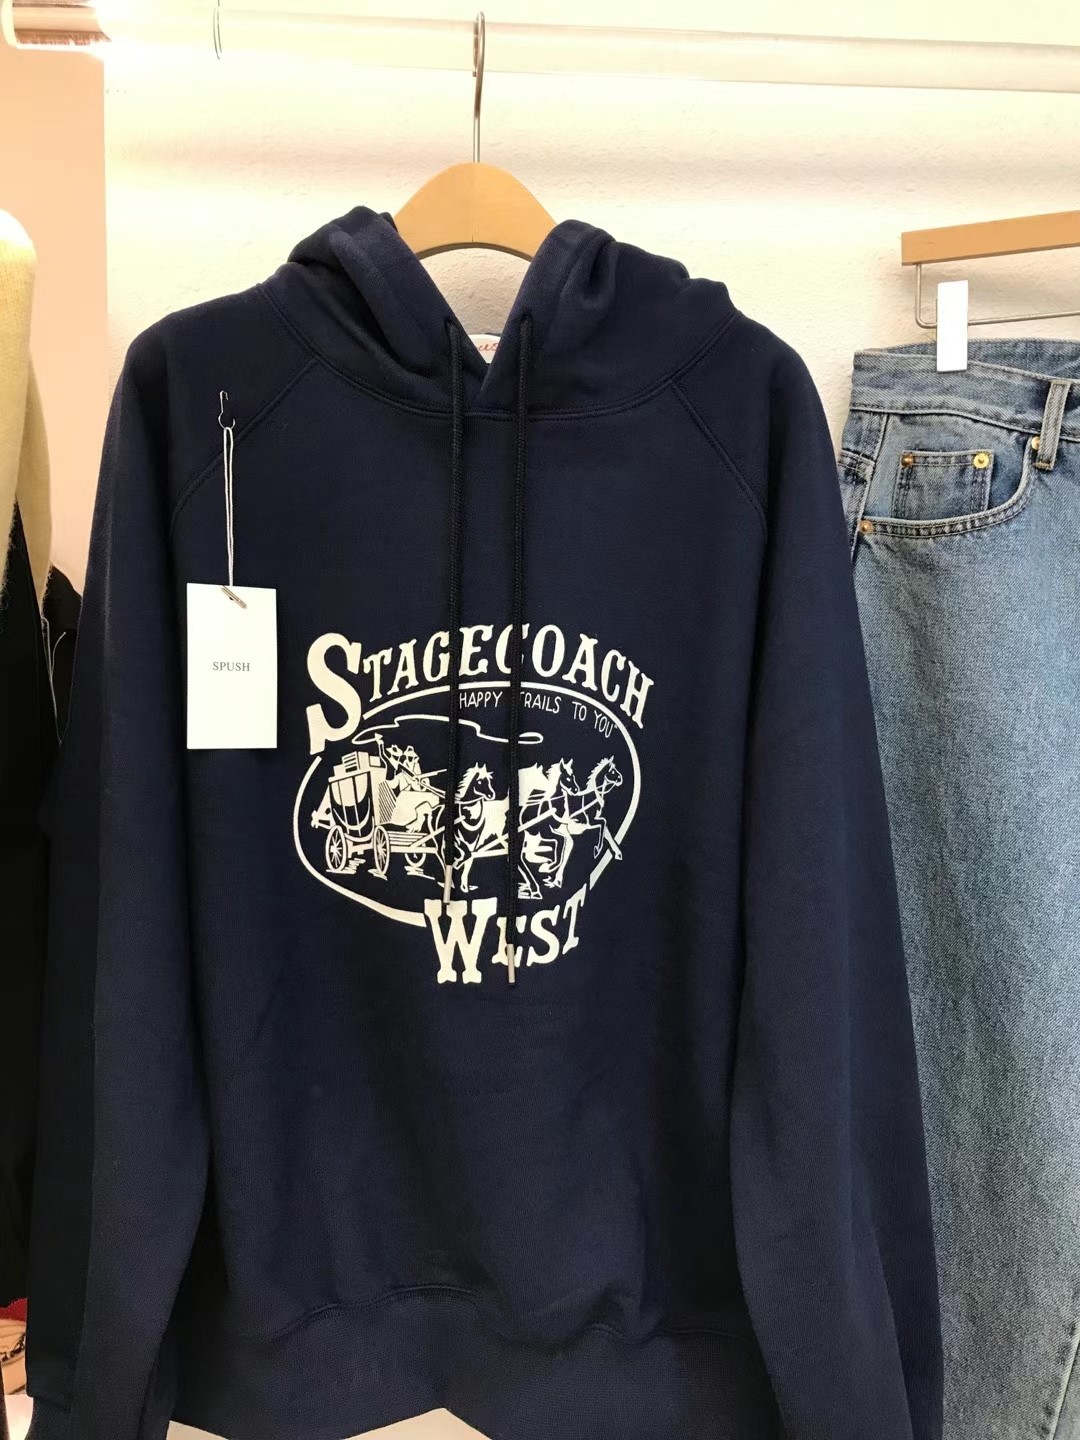 SPUSH
STAGECOACH
HAPPY TRAILS TO YOU
WEST